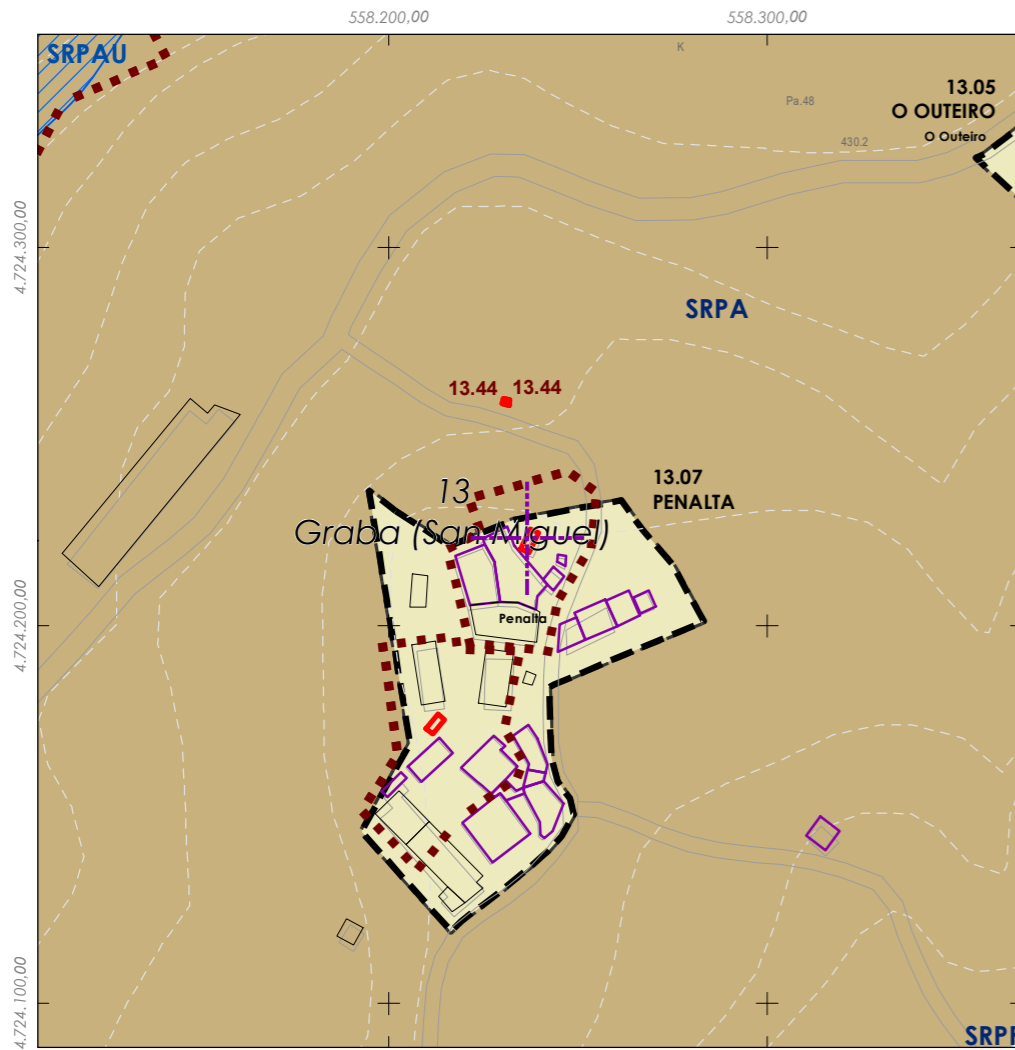 558.200,00
558.300,00
SRPAU
K
13.05
O OUTEIRO
O Outeiro
Pa.48
430.2
4.724.300,00
SRPA
13.44 13.44
13.07
PENALTA
13
Graba (San Miguel)
4.724.200,00
Penalta
4.724.100,00